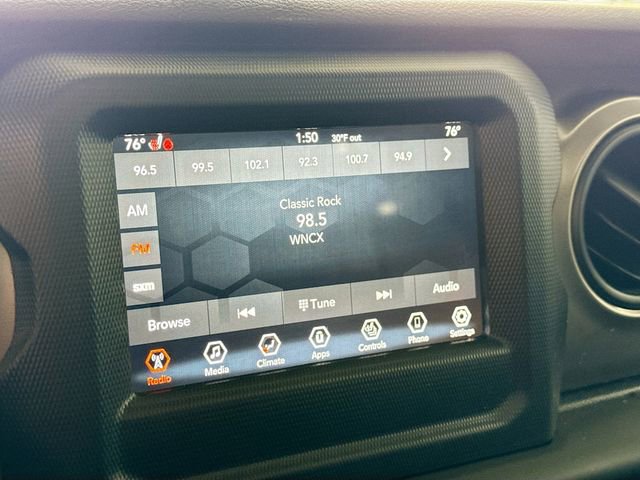 76° 1:50 30°F out 76°
96.5 99.5 102.1 92.3 100.7 94.9
AM
FM
sxm
Classic Rock
98.5
WNCX
Browse Tune Audio
Radio Media Climate Apps Controls Phone Settings